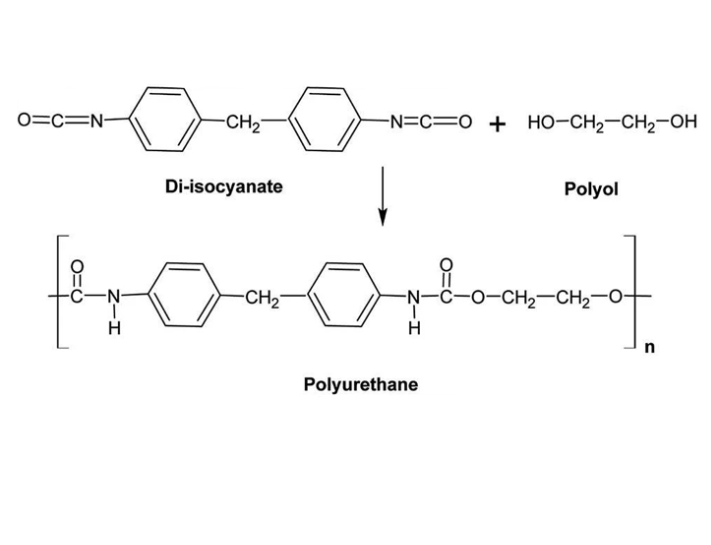 O=C=N CH₂ N=C=O + HO-CH₂-CH₂-OH
Di-isocyanate Polyol
O O
C-N CH₂ N-C-O-CH₂-CH₂-O
H H
n
Polyurethane